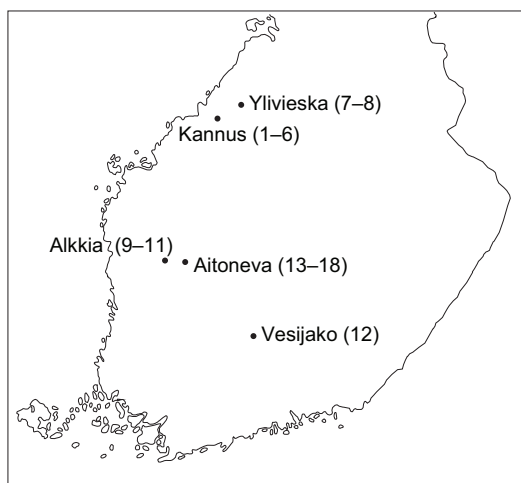 Ylivieska (7–8)
Kannus (1–6)
Alkkia (9–11)
Aitoneva (13–18)
Vesijako (12)